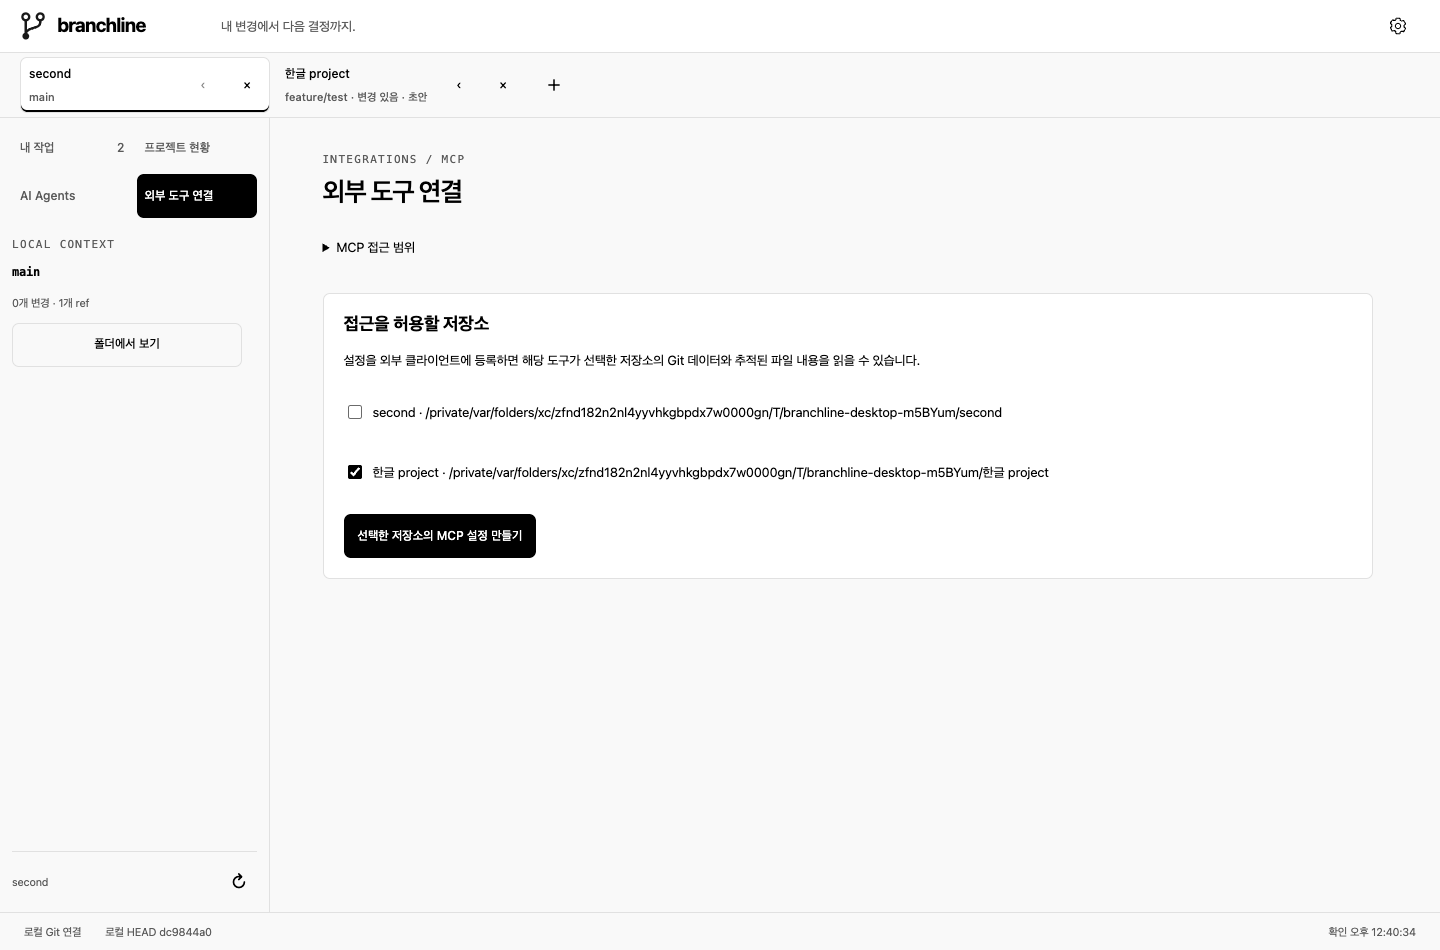 branchline
내 변경에서 다음 결정까지.
second
main
‹ ×
한글 project
feature/test · 변경 있음 · 초안
‹ × +
내 작업 2 프로젝트 현황
AI Agents 외부 도구 연결
LOCAL CONTEXT
main
0개 변경 · 1개 ref
폴더에서 보기
INTEGRATIONS / MCP
외부 도구 연결
▶ MCP 접근 범위
접근을 허용할 저장소
설정을 외부 클라이언트에 등록하면 해당 도구가 선택한 저장소의 Git 데이터와 추적된 파일 내용을 읽을 수 있습니다.
second · /private/var/folders/xc/zfnd182n2nl4yyvhkgbpdx7w0000gn/T/branchline-desktop-m5BYum/second
한글 project · /private/var/folders/xc/zfnd182n2nl4yyvhkgbpdx7w0000gn/T/branchline-desktop-m5BYum/한글 project
선택한 저장소의 MCP 설정 만들기
second
로컬 Git 연결 로컬 HEAD dc9844a0 확인 오후 12:40:34